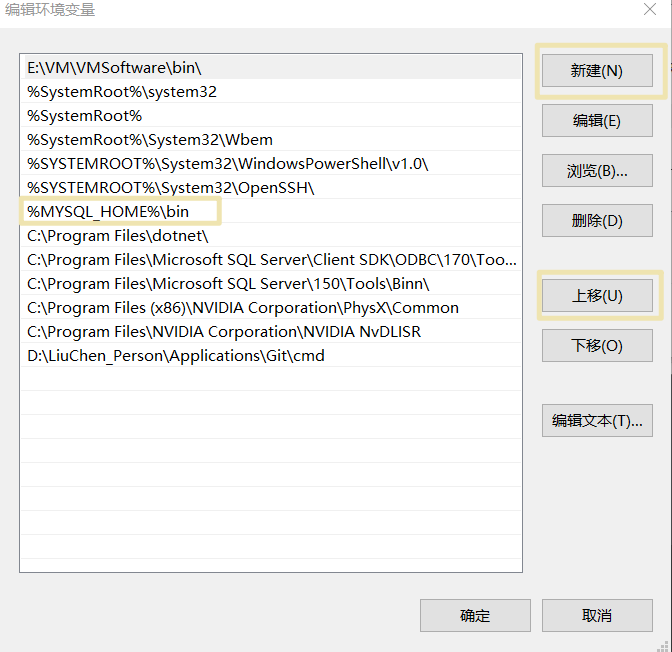 编辑环境变量
E:\VM\VMSoftware\bin\
%SystemRoot%\system32
%SystemRoot%
%SystemRoot%\System32\Wbem
%SYSTEMROOT%\System32\WindowsPowerShell\v1.0\
%SYSTEMROOT%\System32\OpenSSH\
%MYSQL_HOME%\bin
C:\Program Files\dotnet\
C:\Program Files\Microsoft SQL Server\Client SDK\ODBC\170\Too...
C:\Program Files\Microsoft SQL Server\150\Tools\Binn\
C:\Program Files (x86)\NVIDIA Corporation\PhysX\Common
C:\Program Files\NVIDIA Corporation\NVIDIA NvDLISR
D:\LiuChen_Person\Applications\Git\cmd
新建(N)
编辑(E)
浏览(B)...
删除(D)
上移(U)
下移(O)
编辑文本(T)...
确定
取消